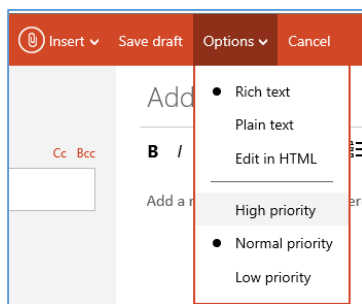 Insert Save draft Options Cancel
Add
Rich text
Plain text
Cc Bcc
B I
Edit in HTML
Add a
High priority
Normal priority
Low priority